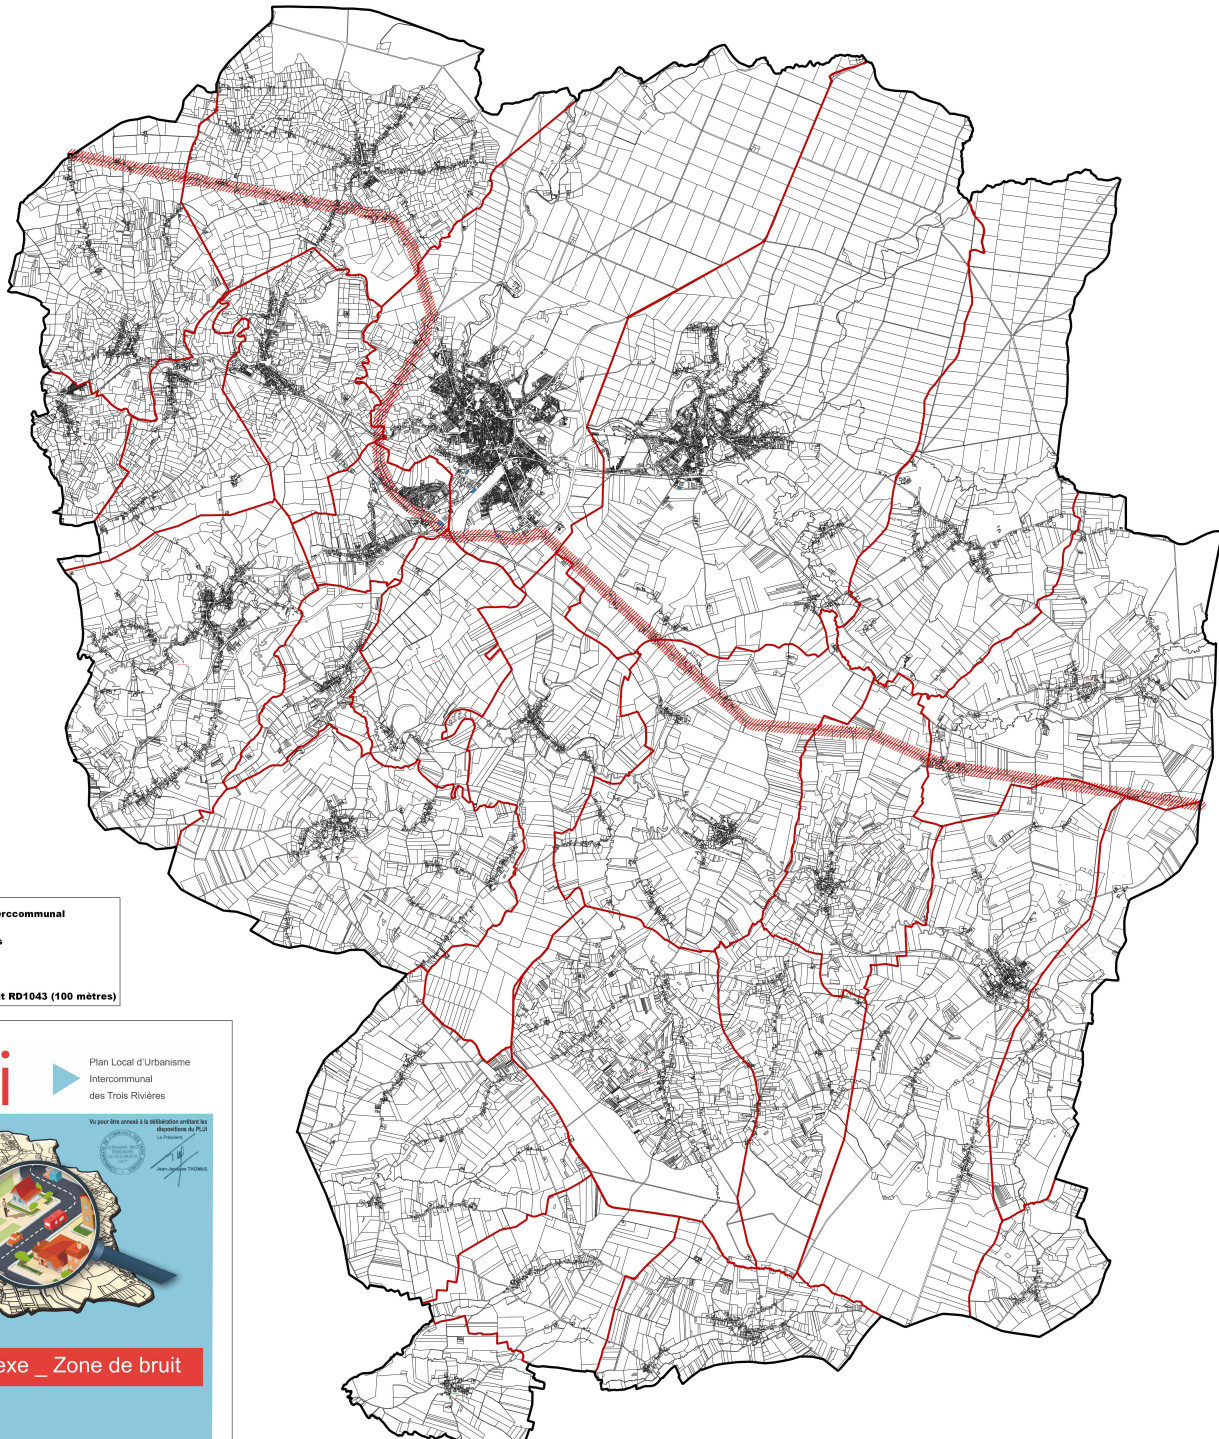 erccommunal
s
t RD1043 (100 mètres)
i
i
Plan Local d'Urbanisme
Intercommunal
des Trois Rivières
Vu pour être annexé à la délibération arrêtant les
dispositions du PLUi
Le Président,
Jean-Jacques THOMAS.
exe _ Zone de bruit